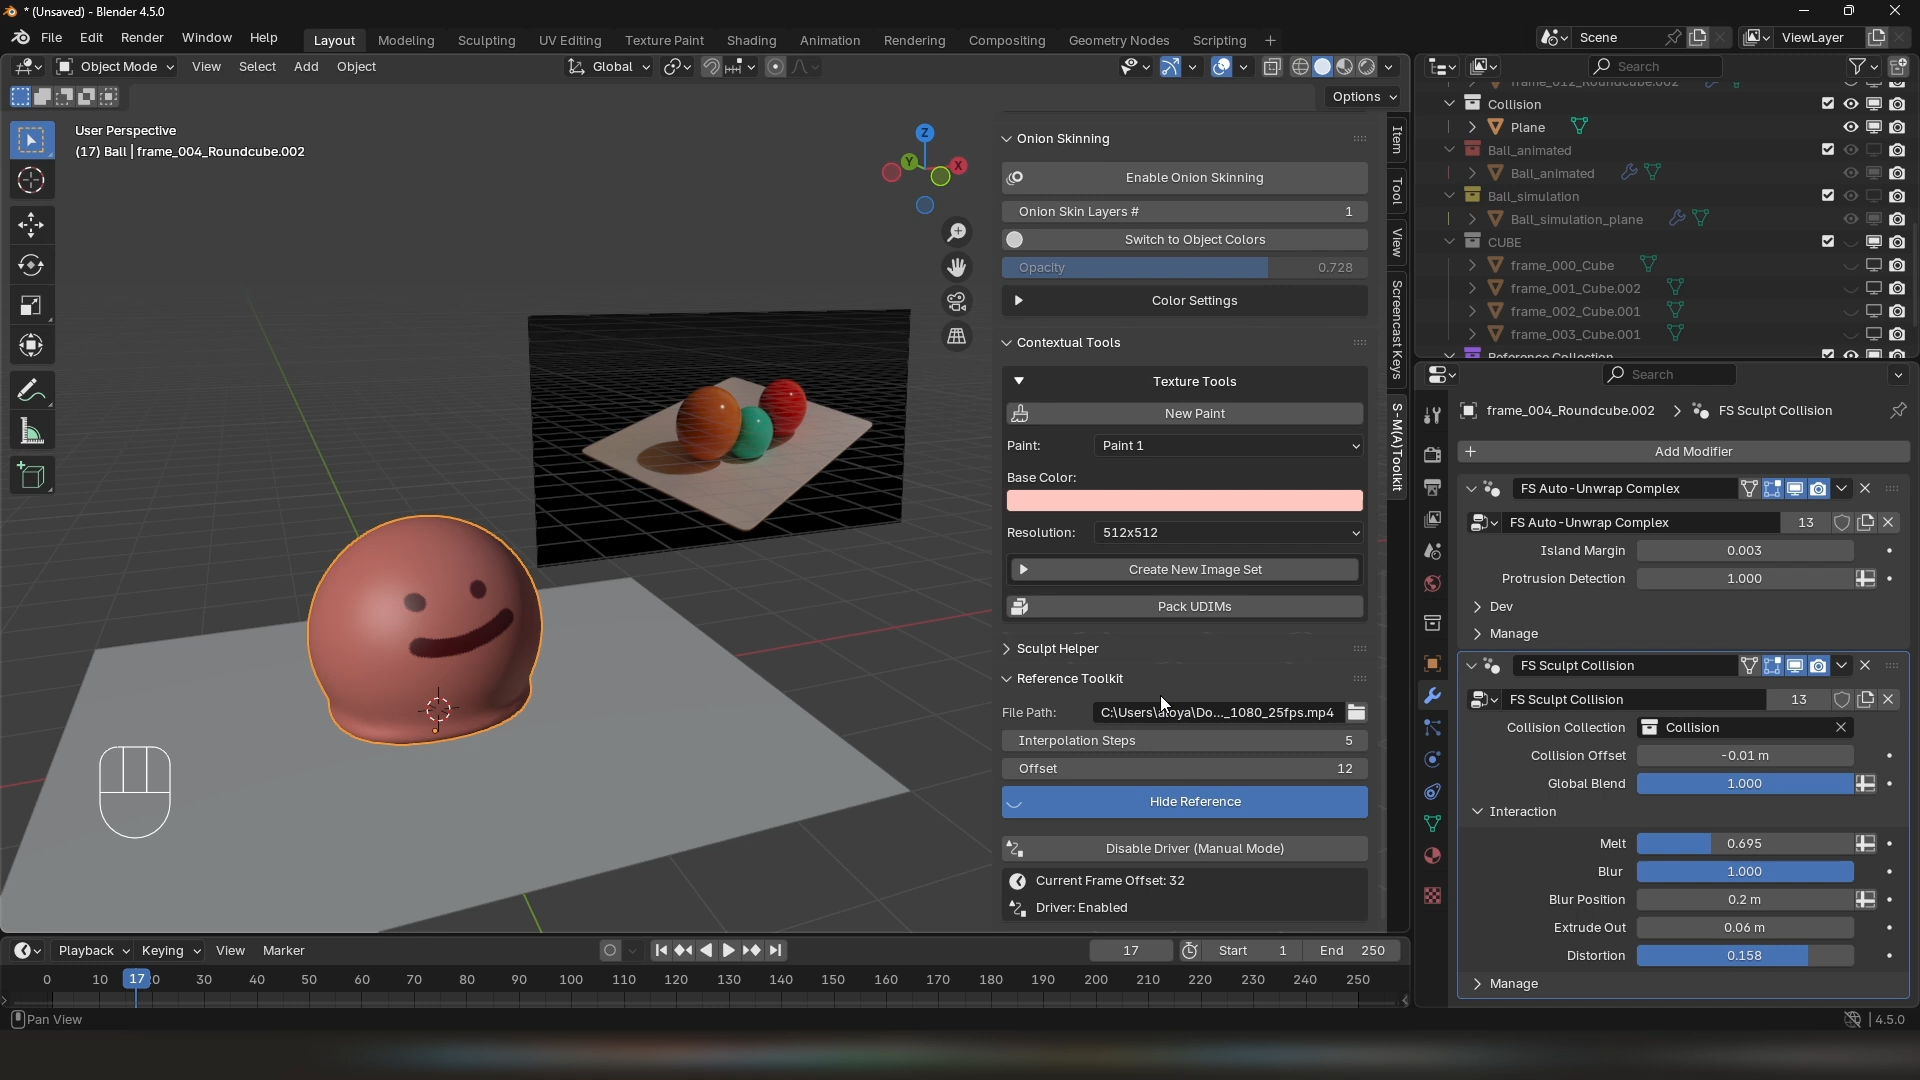 * (Unsaved) - Blender 4.5.0
File Edit Render Window Help
Layout Modeling Sculpting UV Editing Texture Paint Shading Animation Rendering Compositing Geometry Nodes Scripting +
Scene
ViewLayer
Object Mode View Select Add Object
Global
Options
User Perspective
(17) Ball | frame_004_Roundcube.002
Z
Y
X
Onion Skinning
Enable Onion Skinning
Onion Skin Layers # 1
Switch to Object Colors
Opacity 0.728
Color Settings
Contextual Tools
Texture Tools
New Paint
Paint: Paint 1
Base Color:
Resolution: 512x512
Create New Image Set
Pack UDIMs
Sculpt Helper
Reference Toolkit
File Path: C:\Users\atoya\Do..._1080_25fps.mp4
Interpolation Steps 5
Offset 12
Hide Reference
Disable Driver (Manual Mode)
Current Frame Offset: 32
Driver: Enabled
Item
Tool
View
Screencast Keys
S-M(A)Toolkit
Search
frame_012_Roundcube.002
Collision
Plane
Ball_animated
Ball_animated
Ball_simulation
Ball_simulation_plane
CUBE
frame_000_Cube
frame_001_Cube.002
frame_002_Cube.001
frame_003_Cube.001
Reference Collection
Search
frame_004_Roundcube.002 > FS Sculpt Collision
+ Add Modifier
FS Auto-Unwrap Complex
FS Auto-Unwrap Complex 13
Island Margin 0.003
Protrusion Detection 1.000
Dev
Manage
FS Sculpt Collision
FS Sculpt Collision 13
Collision Collection Collision
Collision Offset -0.01 m
Global Blend 1.000
Interaction
Melt 0.695
Blur 1.000
Blur Position 0.2 m
Extrude Out 0.06 m
Distortion 0.158
Manage
Playback Keying View Marker
17 Start 1 End 250
0 10 17 20 30 40 50 60 70 80 90 100 110 120 130 140 150 160 170 180 190 200 210 220 230 240 250
Pan View
4.5.0